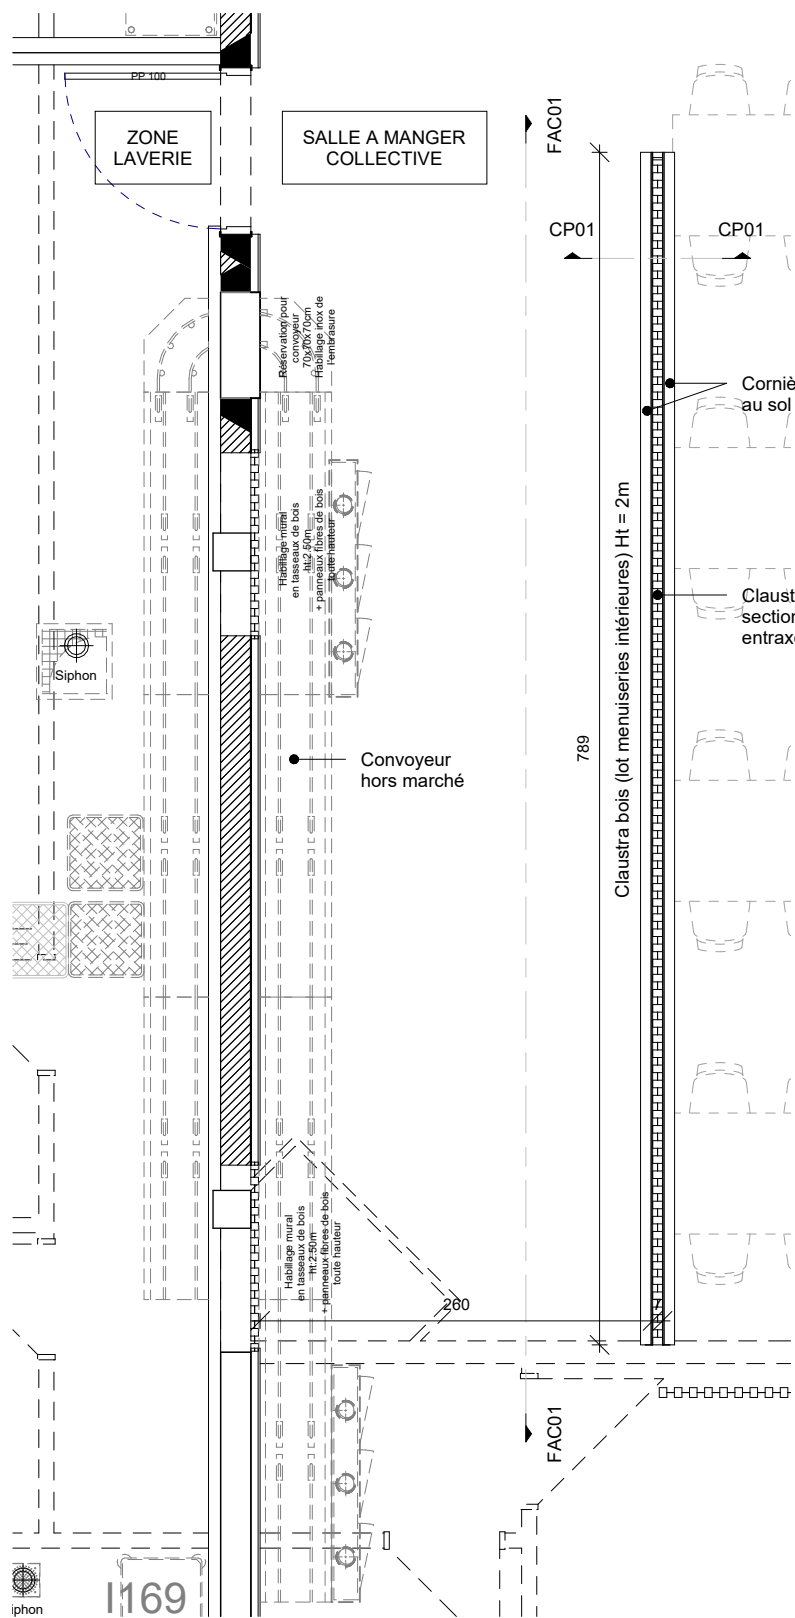 PP 100
ZONE
LAVERIE
SALLE A MANGER
COLLECTIVE
FAC01
CP01
CP01
Réservation pour
convoyeur
70x70x70cm
Habillage inox de
l'embrasure
Corniè
au sol
Habillage mural
en tasseaux de bois
ht:2.50m
+ panneaux fibres de bois
toute hauteur
Claustra bois (lot menuiseries intérieures) Ht = 2m
Claust
section
entraxe
Siphon
789
Convoyeur
hors marché
Habillage mural
en tasseaux de bois
ht:2.50m
+ panneaux fibres de bois
toute hauteur
260
7
FAC01
iphon
I169